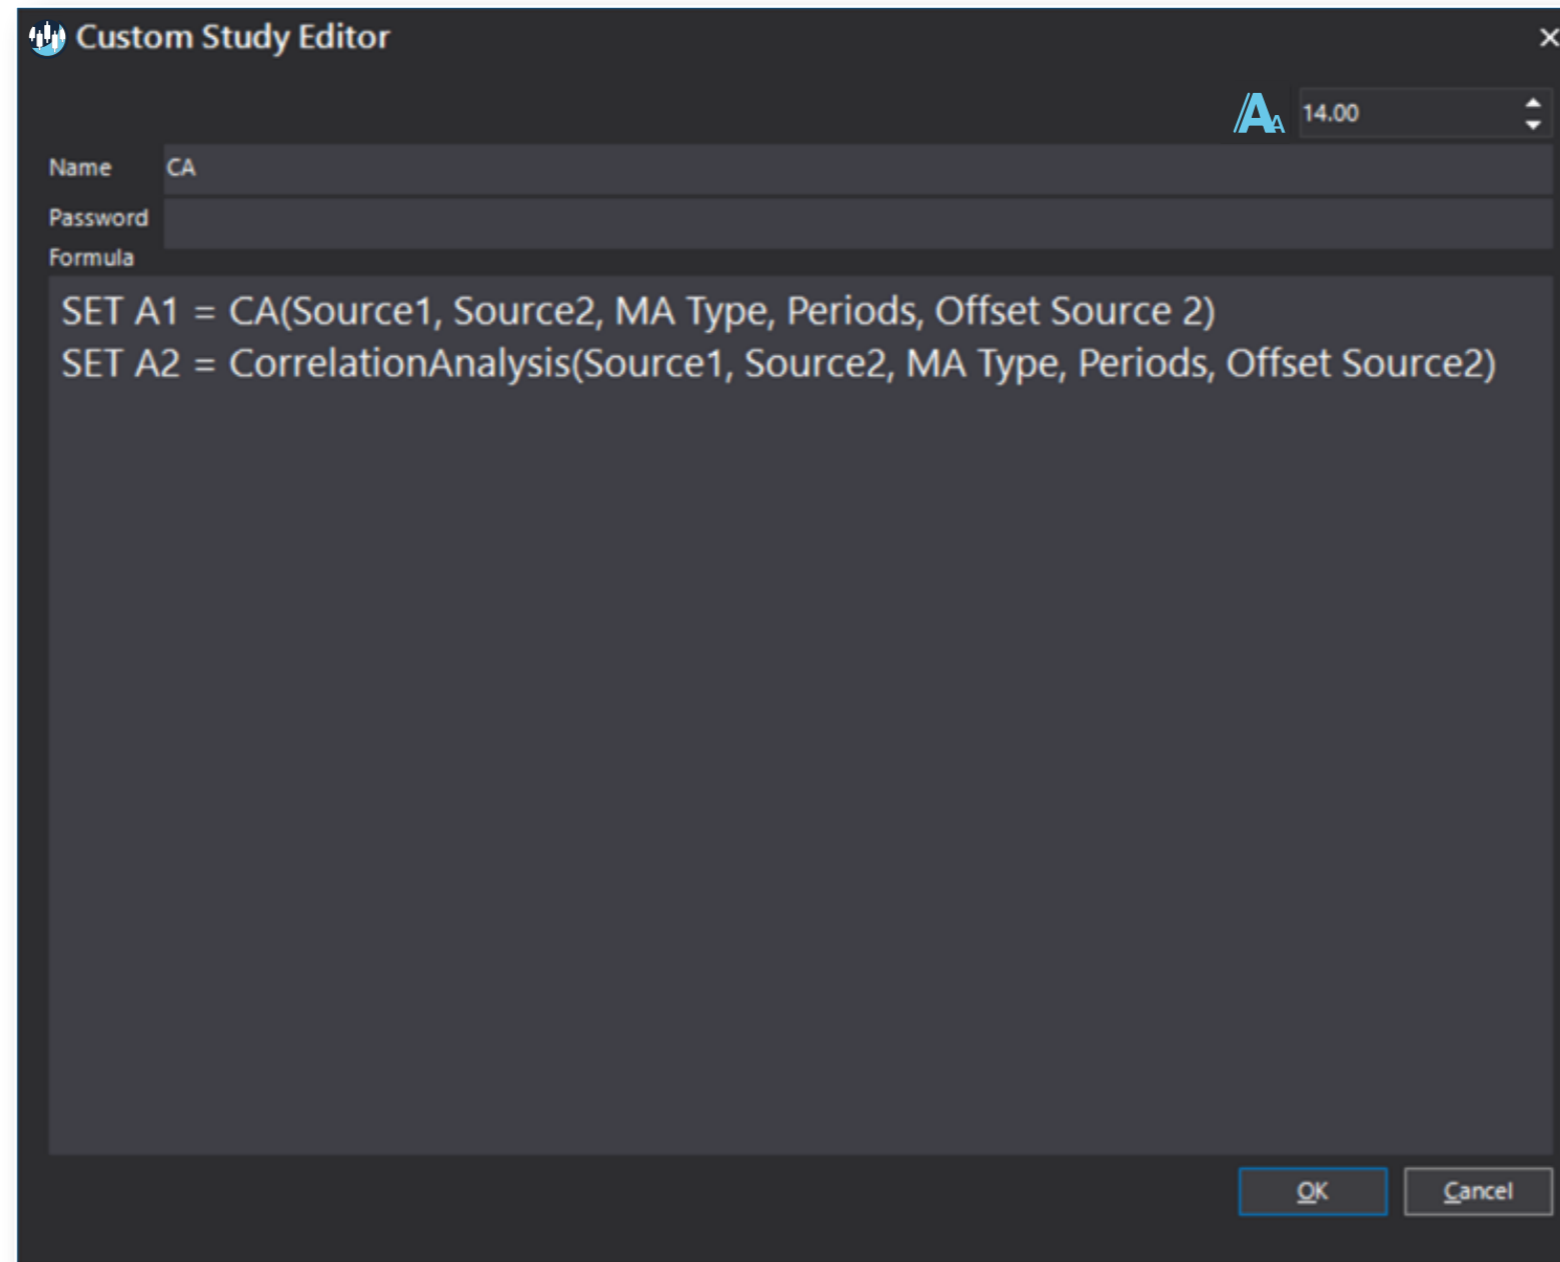 Custom Study Editor
14.00
Name CA
Password
Formula
SET A1 = CA(Source1, Source2, MA Type, Periods, Offset Source 2)
SET A2 = CorrelationAnalysis(Source1, Source2, MA Type, Periods, Offset Source2)
OK Cancel